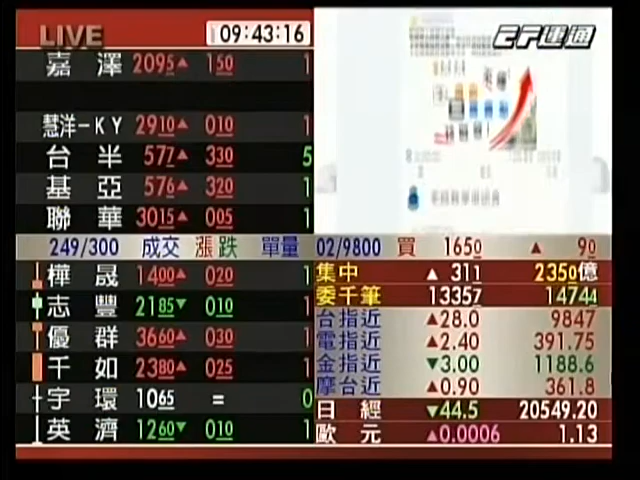 LIVE 09:43:16
EF運通
嘉澤 2095▲ 150 1
慧洋-KY 2910▲ 010 1
台半 577▲ 330 5
基亞 576▲ 320 1
聯華 3015▲ 005 1
249/300 成交 漲跌 單量
樺晟 1400▲ 020 1
志豐 2185▼ 010 1
優群 3660▲ 030 1
千如 2380▲ 025 1
宇環 1065 = 0
英濟 1260▼ 010 1
02/9800 買 1650 ▲ 90
集中 ▲ 311 2350億
委千筆 13357 14744
台指近 ▲28.0 9847
電指近 ▲2.40 391.75
金指近 ▼3.00 1188.6
摩台近 ▲0.90 361.8
日經 ▼44.5 20549.20
歐元 ▲0.0006 1.13